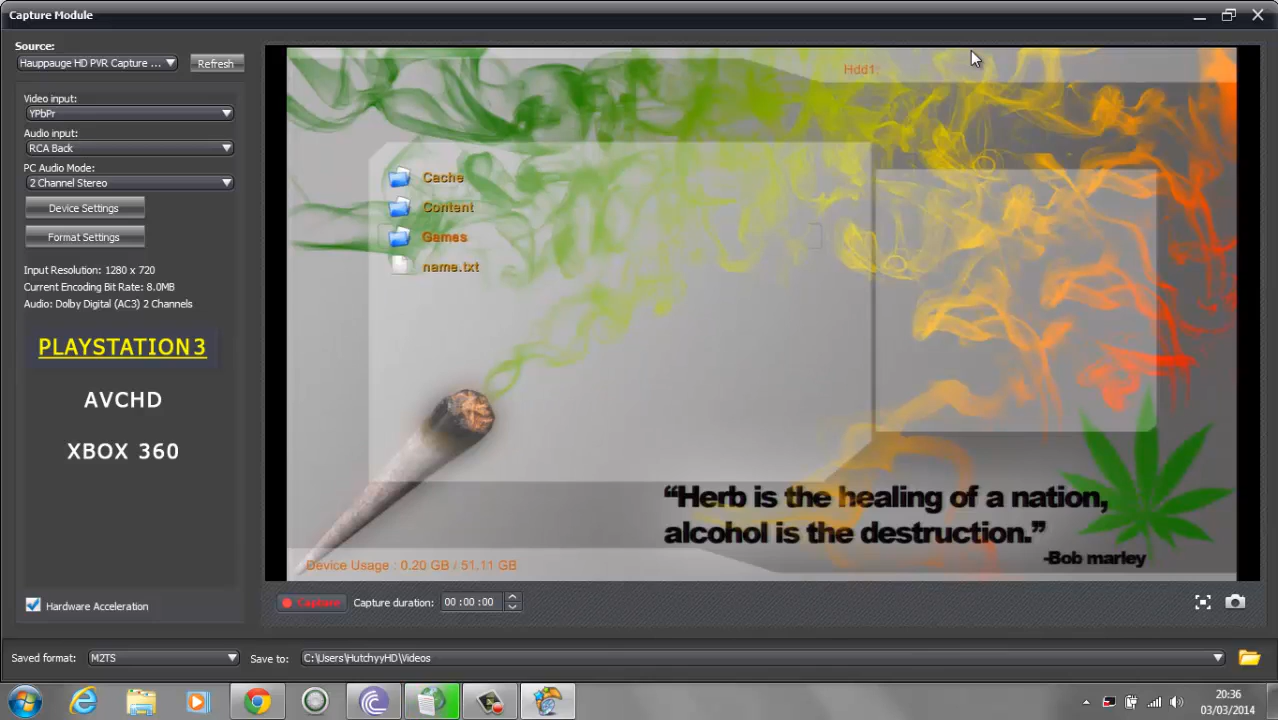 Capture Module
Source:
Hauppauge HD PVR Capture ...
Refresh
Video input:
YPbPr
Audio input:
RCA Back
PC Audio Mode:
2 Channel Stereo
Device Settings
Format Settings
Input Resolution: 1280 x 720
Current Encoding Bit Rate: 8.0MB
Audio: Dolby Digital (AC3) 2 Channels
PLAYSTATION3
AVCHD
XBOX 360
Hardware Acceleration
Hdd1:
Cache
Content
Games
name.txt
“Herb is the healing of a nation,
alcohol is the destruction.”
-Bob marley
Device Usage : 0.20 GB / 51.11 GB
Capture
Capture duration:
00 :00 :00
Saved format:
M2TS
Save to:
C:\Users\HutchyyHD\Videos
20:36
03/03/2014